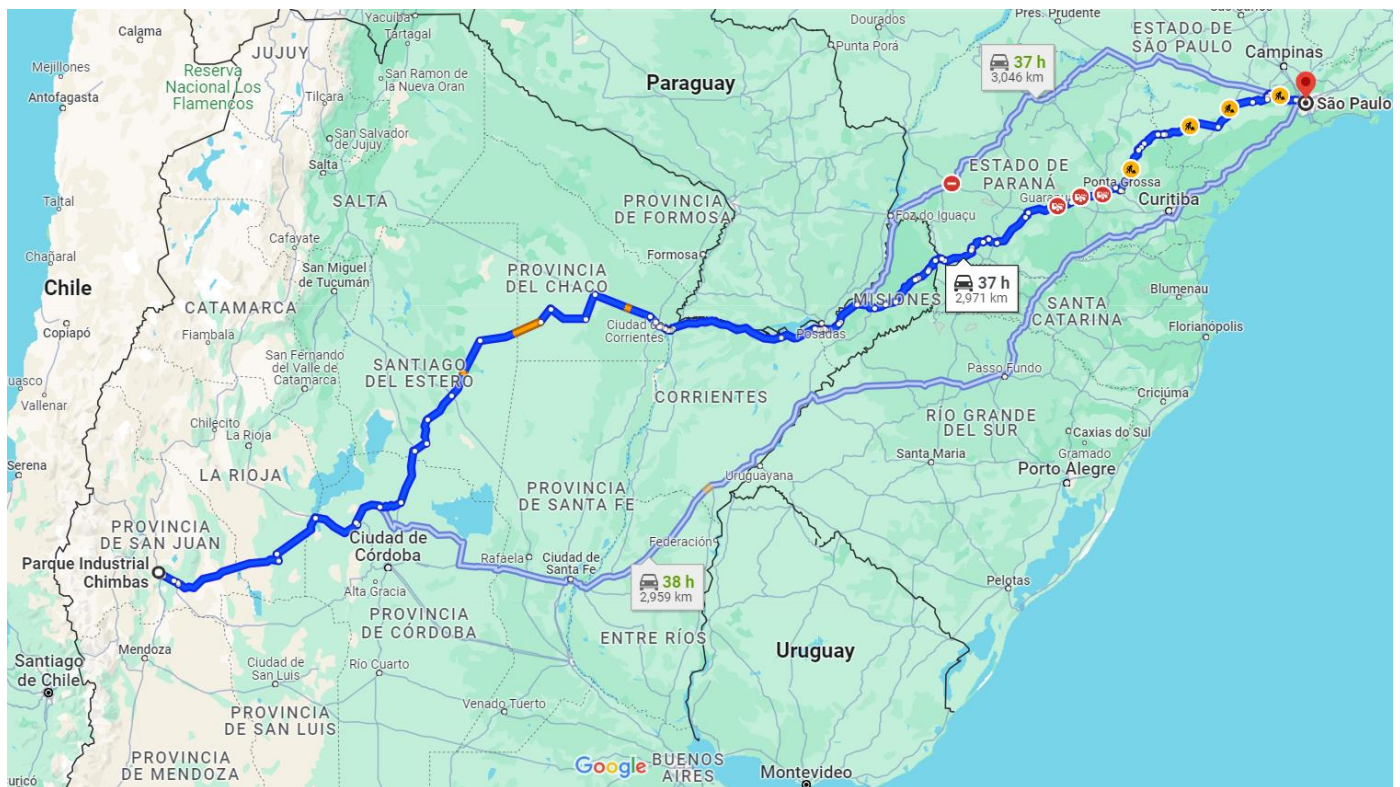 Yacuiba
Dourados
Pres. Prudente
ESTADO DE
SÃO PAULO
Calama
Tartagal
Punta Porã
37 h
3,046 km
Campinas
JUJUY
Mejillones
Reserva
Nacional Los
Flamencos
San Ramon de
la Nueva Oran
Paraguay
Antofagasta
Tilcara
São Paulo
San Salvador
de Jujuy
Salta
ESTADO DE
PARANÁ
Ponta Grossa
Taltal
SALTA
PROVINCIA
DE FORMOSA
Curitiba
Foz do Iguaçu
Cafayate
Formosa
Chañaral
San Miguel
de Tucumán
PROVINCIA
DEL CHACO
37 h
2,971 km
Chile
CATAMARCA
MISIONES
Blumenau
SANTA
CATARINA
Copiapó
Fiambala
Ciudad de
Corrientes
Posadas
Florianópolis
San Fernando
del Valle de
Catamarca
SANTIAGO
DEL ESTERO
Passo Fundo
Vallenar
CORRIENTES
Criciúma
Chilecito
La Rioja
RÍO GRANDE
DEL SUR
Caxias do Sul
Gramado
Santa Maria
Serena
LA RIOJA
Uruguayana
Porto Alegre
PROVINCIA
DE SANTA FE
PROVINCIA
DE SAN JUAN
Ciudad de
Córdoba
Federación
Parque Industrial
Chimbas
Rafaela
Ciudad de
Santa Fe
38 h
2,959 km
Pelotas
Alta Gracia
PROVINCIA
DE CÓRDOBA
ENTRE RÍOS
Uruguay
Mendoza
Santiago
de Chile
Ciudad de
San Luis
Río Cuarto
Venado Tuerto
PROVINCIA
DE SAN LUIS
PROVINCIA
DE MENDOZA
Google
BUENOS
AIRES
Montevideo